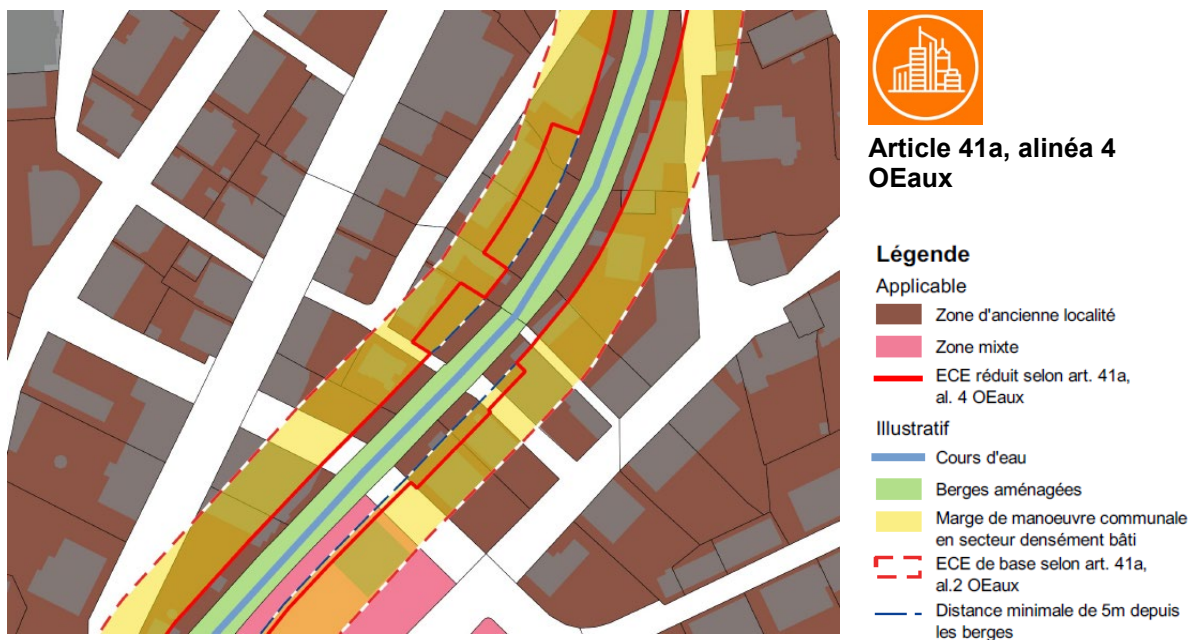 Article 41a, alinéa 4
OEaux
Légende
Applicable
Zone d'ancienne localité
Zone mixte
ECE réduit selon art. 41a,
al. 4 OEaux
Illustratif
Cours d'eau
Berges aménagées
Marge de manoeuvre communale
en secteur densément bâti
ECE de base selon art. 41a,
al.2 OEaux
Distance minimale de 5m depuis
les berges